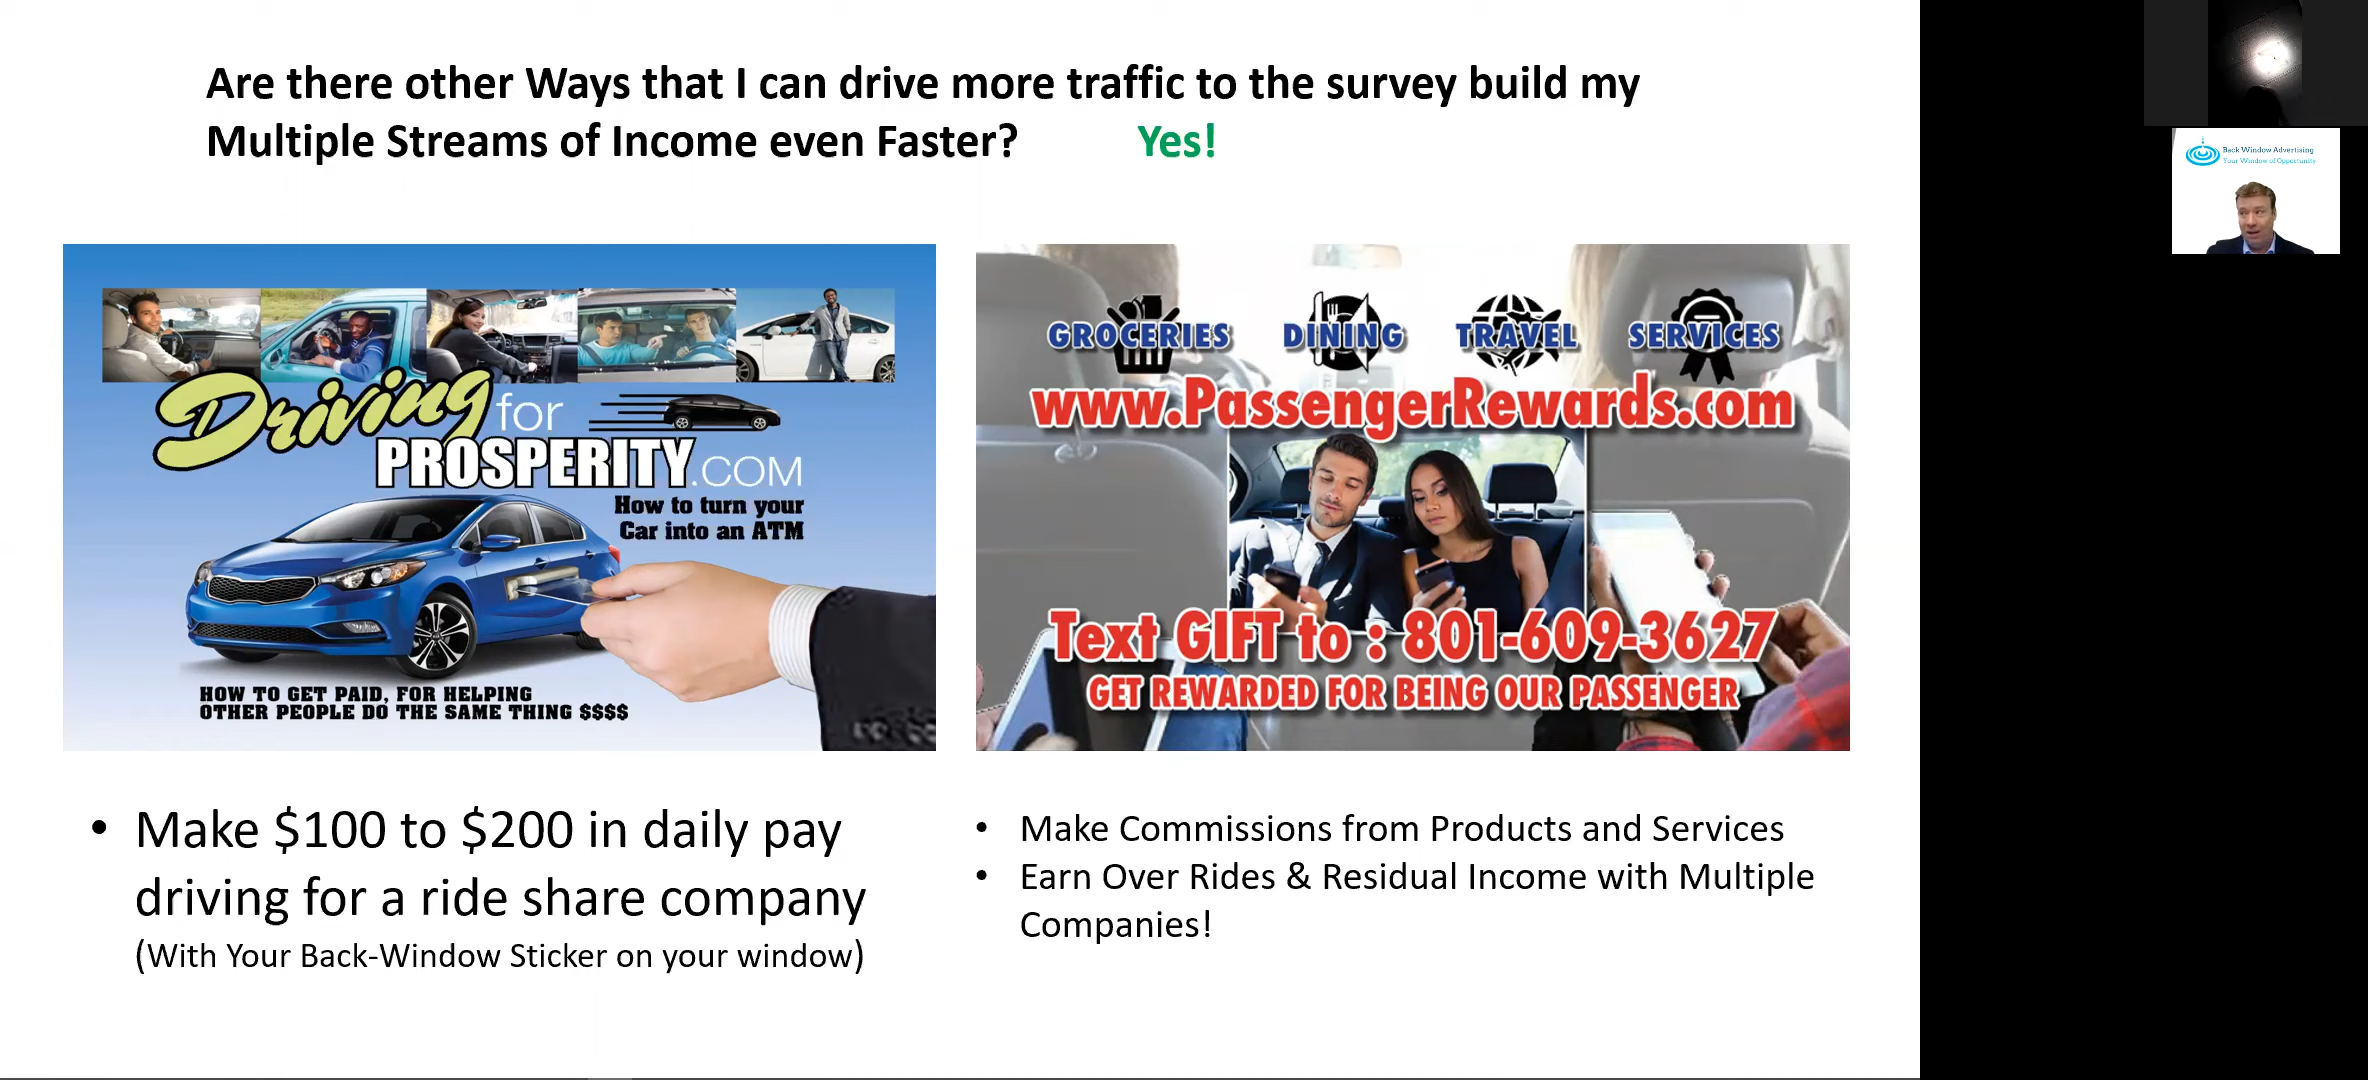 Are there other Ways that I can drive more traffic to the survey build my
Multiple Streams of Income even Faster? Yes!
Driving for
PROSPERITY.COM
How to turn your
Car into an ATM
HOW TO GET PAID, FOR HELPING
OTHER PEOPLE DO THE SAME THING $$$$
GROCERIES DINING TRAVEL SERVICES
www.PassengerRewards.com
Text GIFT to : 801-609-3627
GET REWARDED FOR BEING OUR PASSENGER
• Make $100 to $200 in daily pay
driving for a ride share company
(With Your Back-Window Sticker on your window)
• Make Commissions from Products and Services
• Earn Over Rides & Residual Income with Multiple
Companies!
Back Window Advertising
Your Window of Opportunity